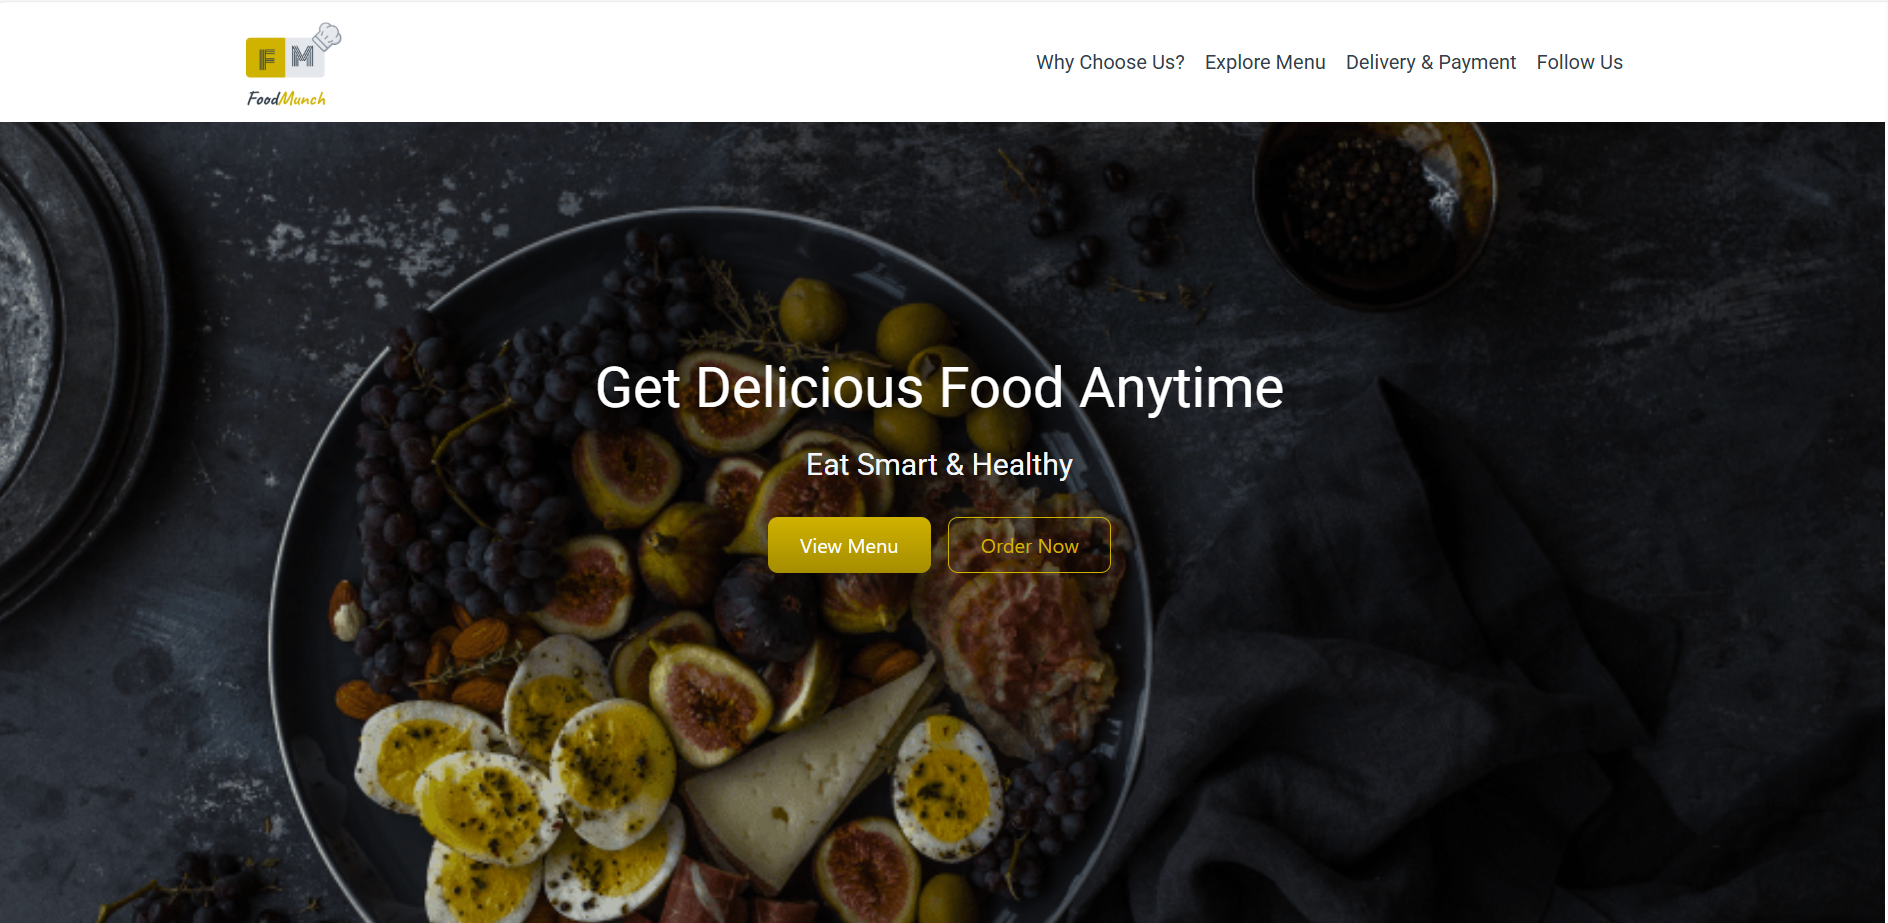 FM
FoodMunch
Why Choose Us? Explore Menu Delivery & Payment Follow Us
Get Delicious Food Anytime
Eat Smart & Healthy
View Menu Order Now